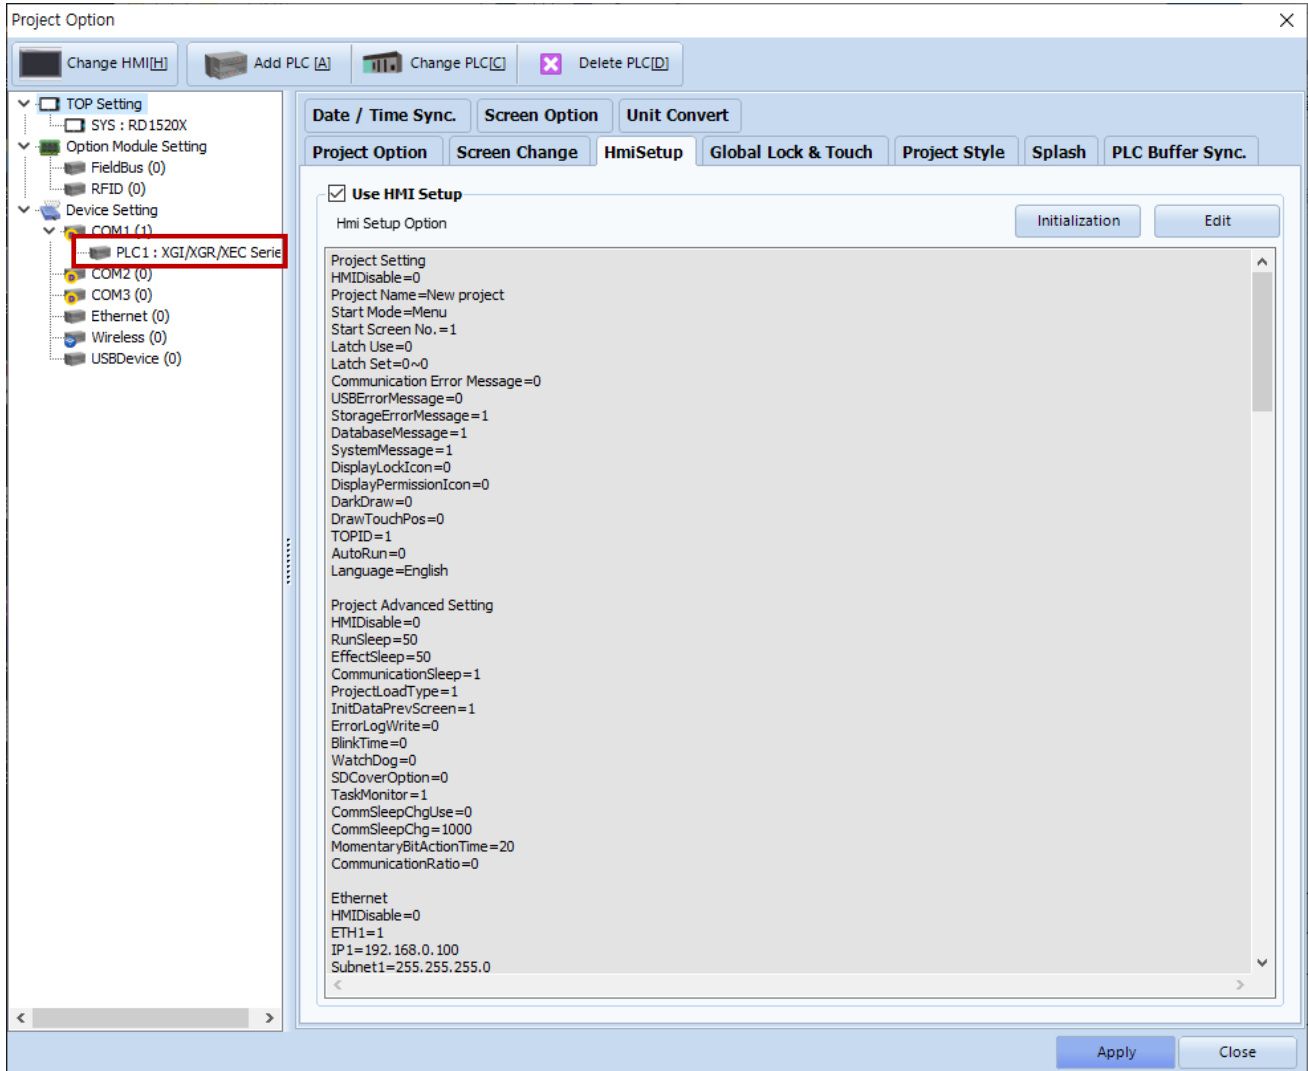 Project Option
Change HMI[H]
Add PLC [A]
Change PLC[C]
Delete PLC[D]
TOP Setting
SYS : RD1520X
Option Module Setting
FieldBus (0)
RFID (0)
Device Setting
COM1 (1)
PLC1 : XGI/XGR/XEC Serie
COM2 (0)
COM3 (0)
Ethernet (0)
Wireless (0)
USBDevice (0)
Date / Time Sync.
Screen Option
Unit Convert
Project Option
Screen Change
HmiSetup
Global Lock & Touch
Project Style
Splash
PLC Buffer Sync.
Use HMI Setup
Hmi Setup Option
Initialization
Edit
Project Setting
HMIDisable=0
Project Name=New project
Start Mode=Menu
Start Screen No.=1
Latch Use=0
Latch Set=0~0
Communication Error Message=0
USBErrorMessage=0
StorageErrorMessage=1
DatabaseMessage=1
SystemMessage=1
DisplayLockIcon=0
DisplayPermissionIcon=0
DarkDraw=0
DrawTouchPos=0
TOPID=1
AutoRun=0
Language=English
Project Advanced Setting
HMIDisable=0
RunSleep=50
EffectSleep=50
CommunicationSleep=1
ProjectLoadType=1
InitDataPrevScreen=1
ErrorLogWrite=0
BlinkTime=0
WatchDog=0
SDCoverOption=0
TaskMonitor=1
CommSleepChgUse=0
CommSleepChg=1000
MomentaryBitActionTime=20
CommunicationRatio=0
Ethernet
HMIDisable=0
ETH1=1
IP1=192.168.0.100
Subnet1=255.255.255.0
Apply
Close